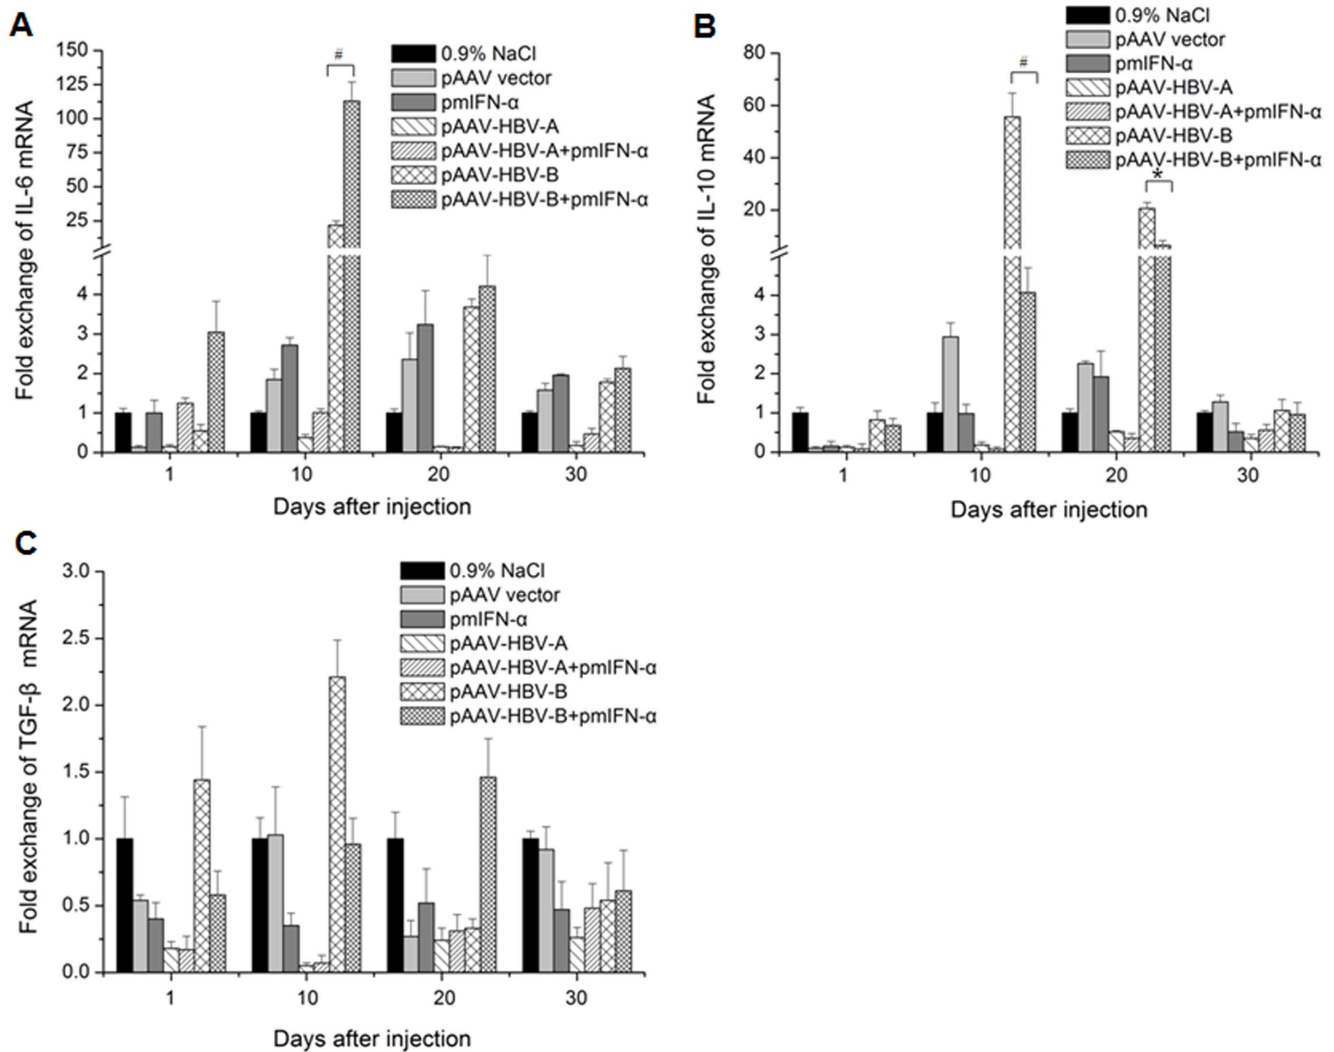 A
Fold exchange of IL-6 mRNA
150
125
100
75
50
25
4
3
2
1
0
#
0.9% NaCl
pAAV vector
pmIFN-α
pAAV-HBV-A
pAAV-HBV-A+pmIFN-α
pAAV-HBV-B
pAAV-HBV-B+pmIFN-α
1 10 20 30
Days after injection
B
Fold exchange of IL-10 mRNA
80
60
40
20
4
3
2
1
0
#
*
0.9% NaCl
pAAV vector
pmIFN-α
pAAV-HBV-A
pAAV-HBV-A+pmIFN-α
pAAV-HBV-B
pAAV-HBV-B+pmIFN-α
1 10 20 30
Days after injection
C
Fold exchange of TGF-β mRNA
3.0
2.5
2.0
1.5
1.0
0.5
0.0
0.9% NaCl
pAAV vector
pmIFN-α
pAAV-HBV-A
pAAV-HBV-A+pmIFN-α
pAAV-HBV-B
pAAV-HBV-B+pmIFN-α
1 10 20 30
Days after injection